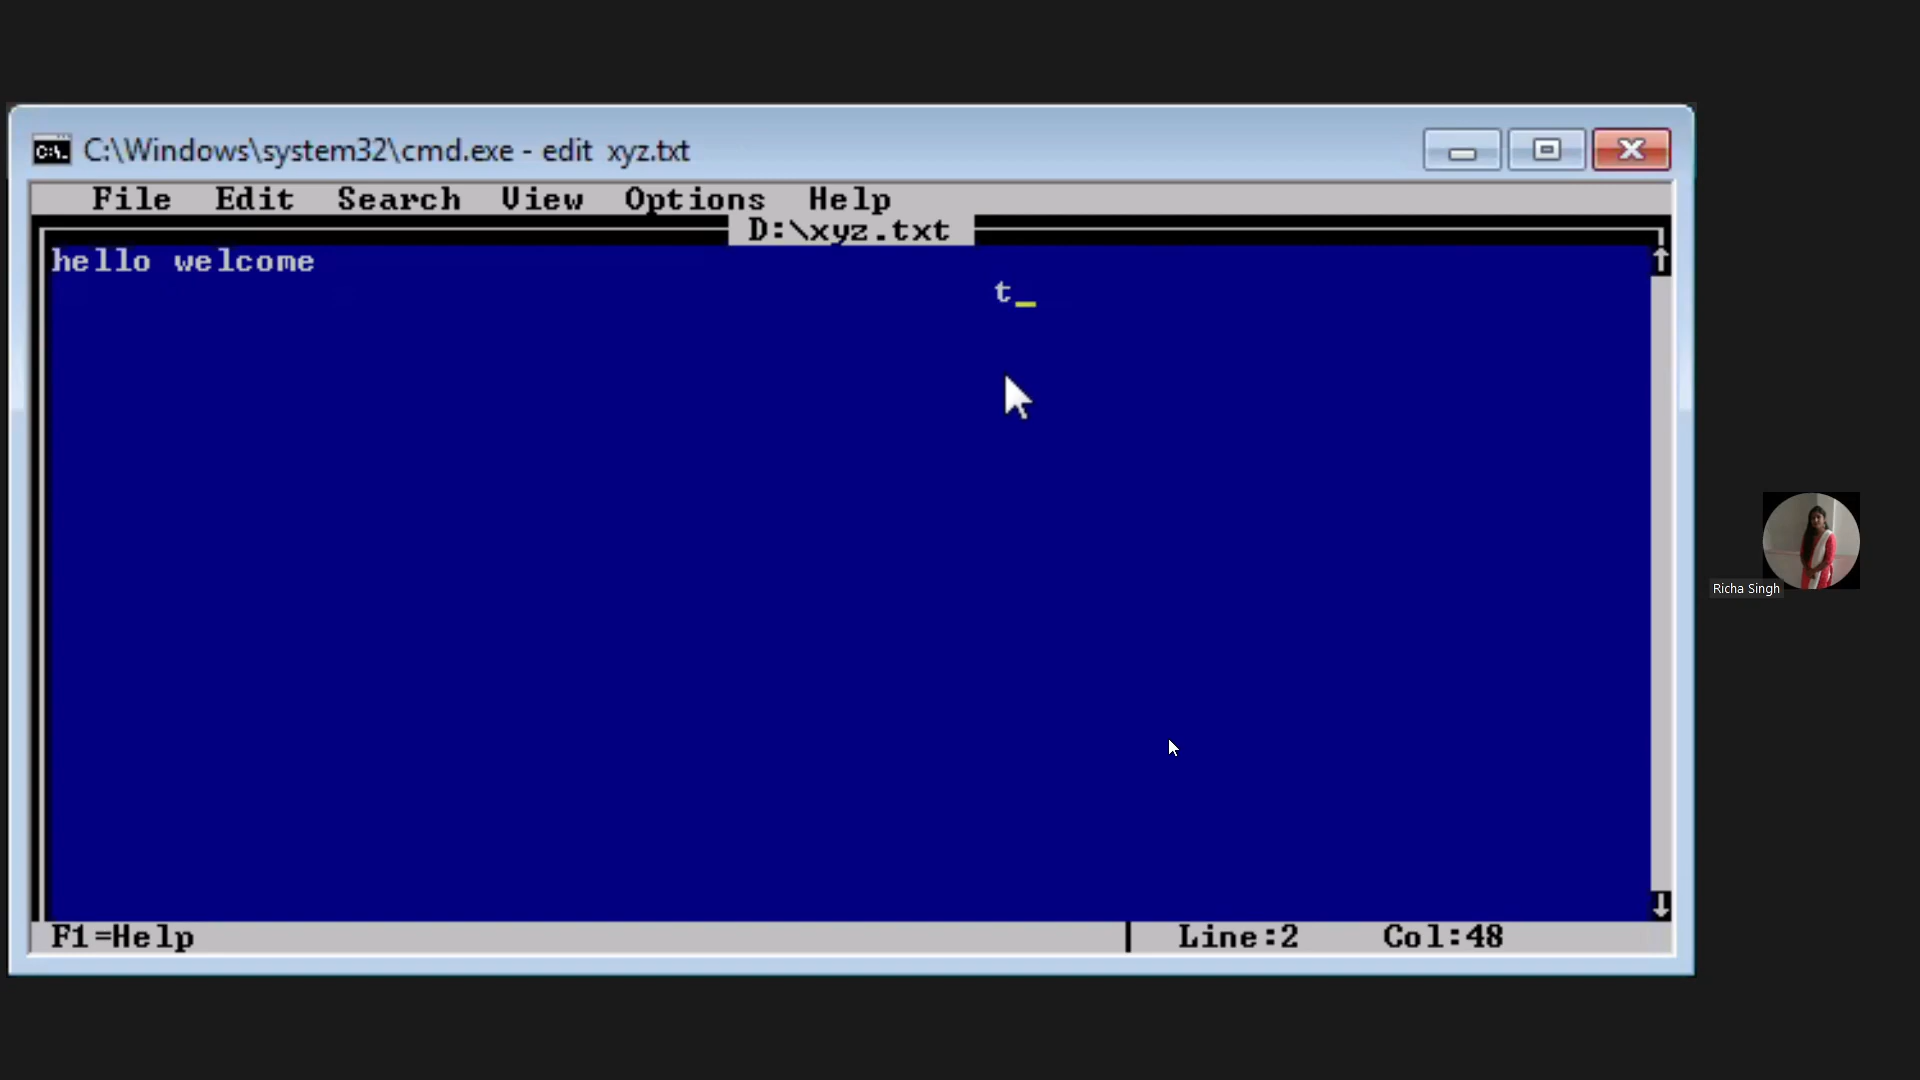 C:\Windows\system32\cmd.exe - edit xyz.txt
File Edit Search View Options Help
D:\xyz.txt
hello welcome
t_
Richa Singh
F1=Help Line:2 Col:48